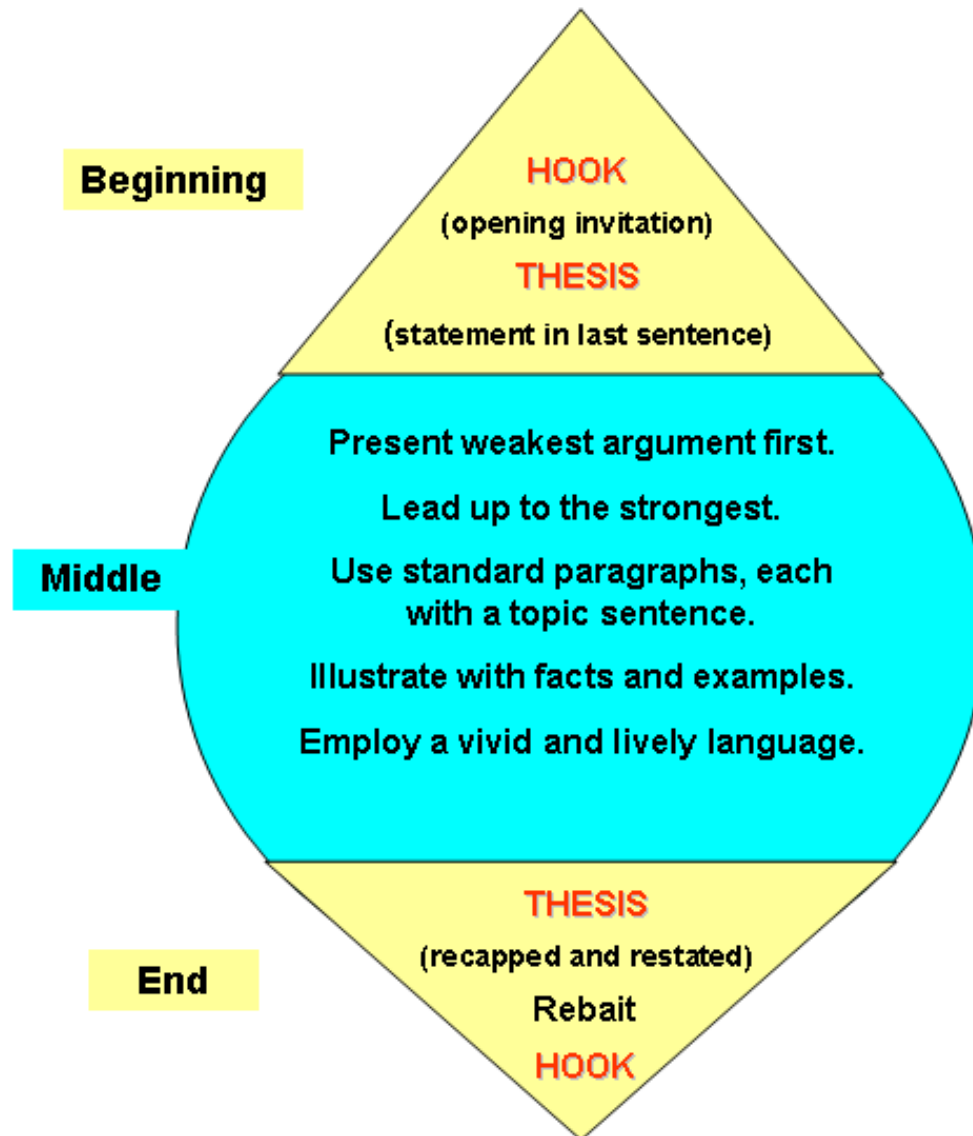 Beginning
HOOK
(opening invitation)
THESIS
(statement in last sentence)
Present weakest argument first.
Lead up to the strongest.
Middle
Use standard paragraphs, each
with a topic sentence.
Illustrate with facts and examples.
Employ a vivid and lively language.
THESIS
(recapped and restated)
End
Rebait
HOOK